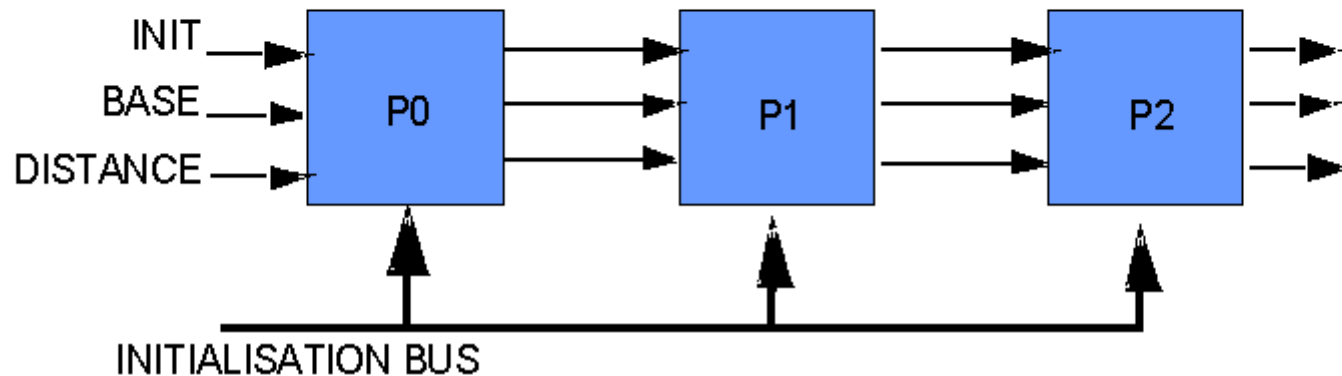 INIT
BASE
DISTANCE
P0
P1
P2
INITIALISATION BUS